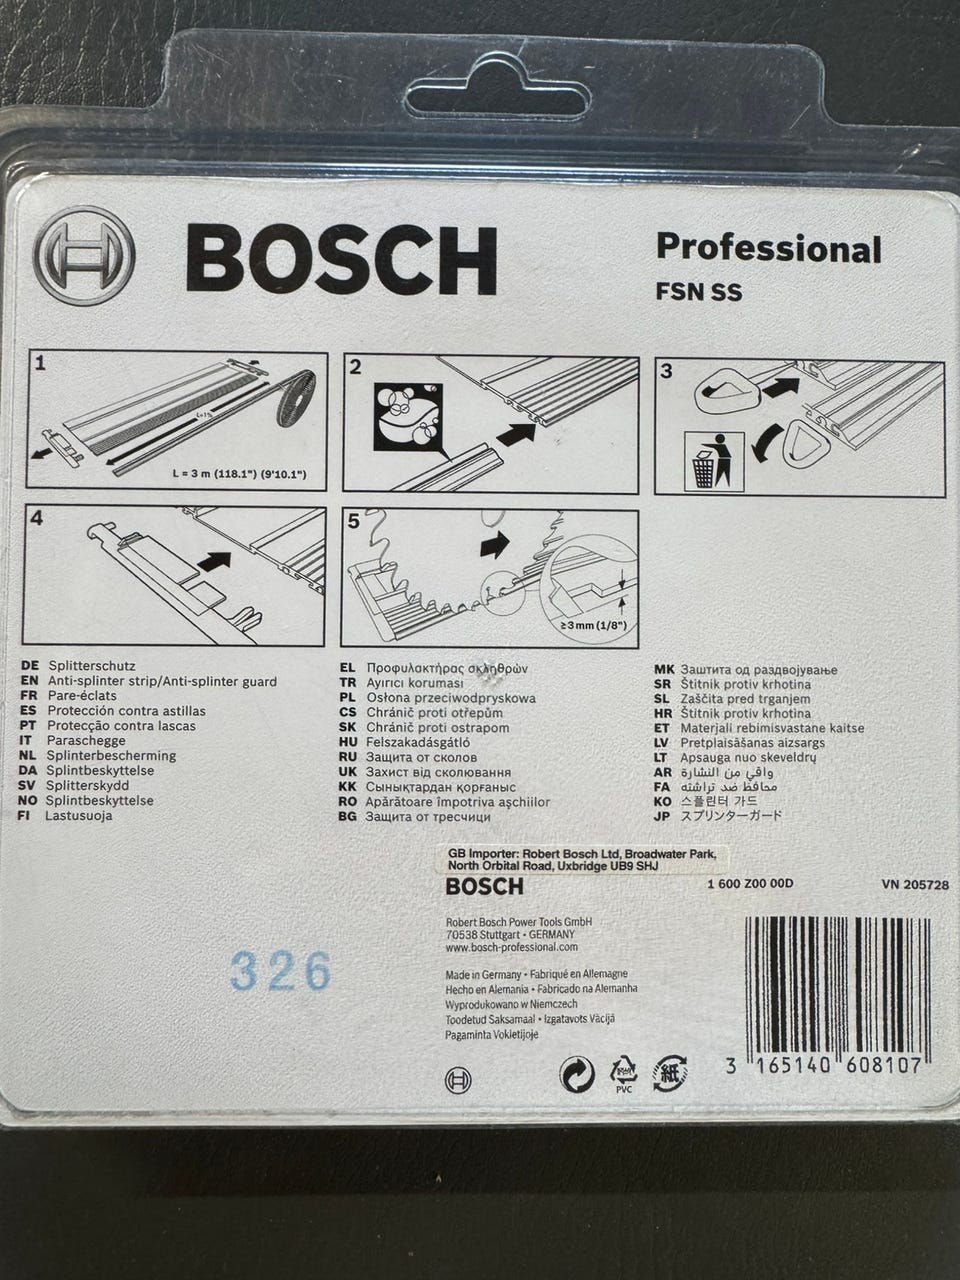 BOSCH
Professional
FSN SS
1
L = 3 m (118.1") (9'10.1")
2
3
4
5
≥3mm (1/8")
DE Splitterschutz
EN Anti-splinter strip/Anti-splinter guard
FR Pare-éclats
ES Protección contra astillas
PT Protecção contra lascas
IT Paraschegge
NL Splinterbescherming
DA Splintbeskyttelse
SV Splitterskydd
NO Splintbeskyttelse
FI Lastusuoja
EL Προφυλακτήρας σκληθρών
TR Ayırıcı koruması
PL Osłona przeciwodpryskowa
CS Chránič proti otřepům
SK Chránič proti ostrapom
HU Felszakadásgátló
RU Защита от сколов
UK Захист від сколювання
KK Сынықтардан қорғаныс
RO Apărătoare împotriva aşchiilor
BG Защита от тресчици
MK Заштита од раздвојување
SR Štitnik protiv krhotina
SL Zaščita pred trganjem
HR Štitnik protiv krhotina
ET Materjali rebimisvastane kaitse
LV Pretplaisāšanas aizsargs
LT Apsauga nuo skeveldrų
AR واقي من النشارة
FA محافظ ضد تراشه
KO 스플린터 가드
JP スプリンターガード
GB Importer: Robert Bosch Ltd, Broadwater Park,
North Orbital Road, Uxbridge UB9 5HJ
BOSCH
1 600 Z00 00D
VN 205728
Robert Bosch Power Tools GmbH
70538 Stuttgart • GERMANY
www.bosch-professional.com
Made in Germany • Fabriqué en Allemagne
Hecho en Alemania • Fabricado na Alemanha
Wyprodukowano w Niemczech
Toodetud Saksamaal • Izgatavots Vācijā
Pagaminta Vokietijoje
326
PVC
紙
3 165140 608107